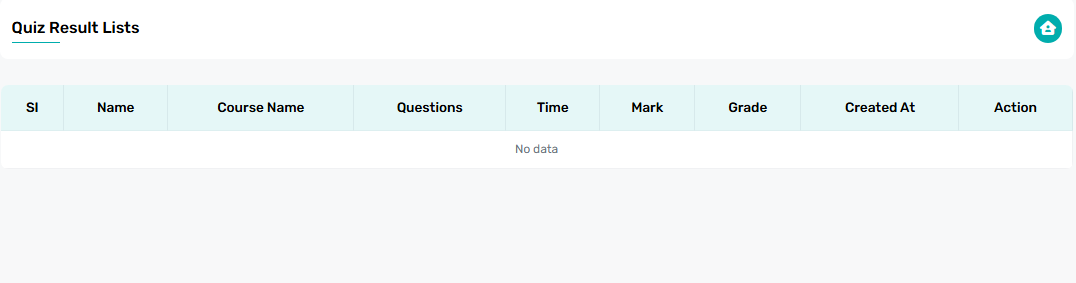 Quiz Result Lists
Sl Name Course Name Questions Time Mark Grade Created At Action
No data